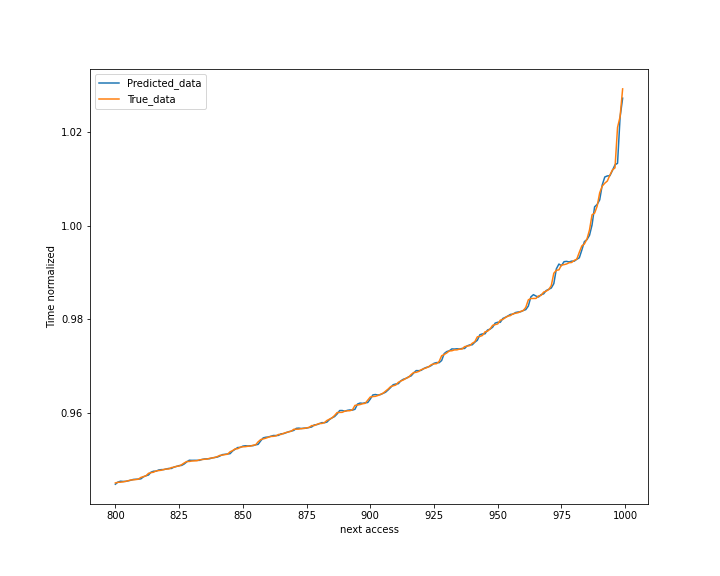 Predicted_data
True_data
1.02
1.00
0.98
0.96
Time normalized
800 825 850 875 900 925 950 975 1000
next access